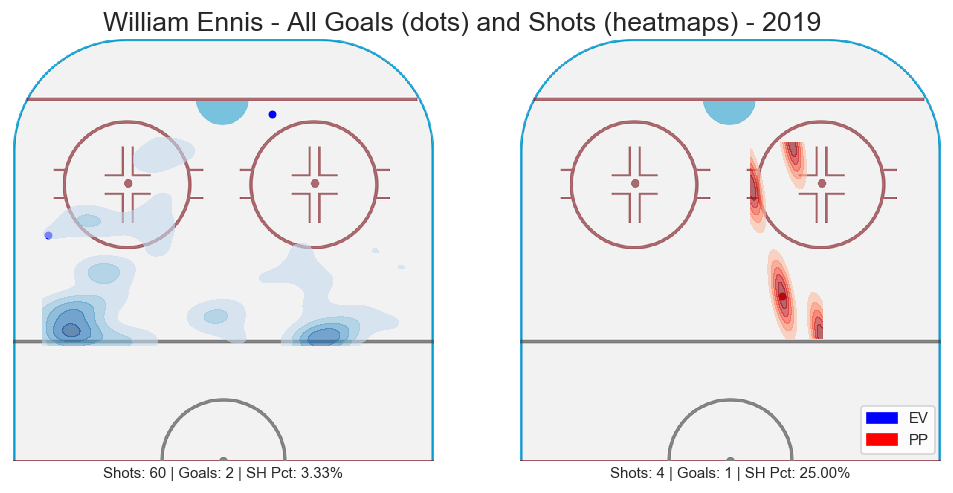 William Ennis - All Goals (dots) and Shots (heatmaps) - 2019
EV
PP
Shots: 60 | Goals: 2 | SH Pct: 3.33%
Shots: 4 | Goals: 1 | SH Pct: 25.00%